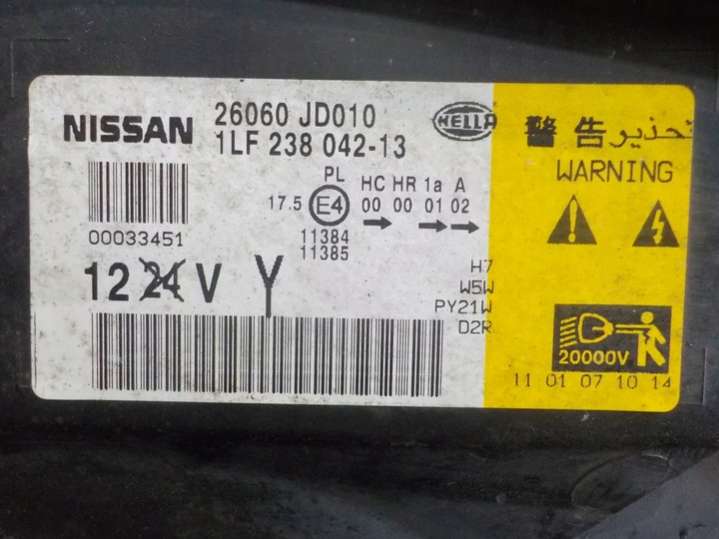 NISSAN
26060 JD010
1LF 238 042-13
HELLA
00033451
PL HC HR 1a A
17.5 E4 00 00 01 02
11384
11385
12 24 V Y
H7
W5W
PY21W
D2R
警告 تحذير
WARNING
20000V
11 01 07 10 14